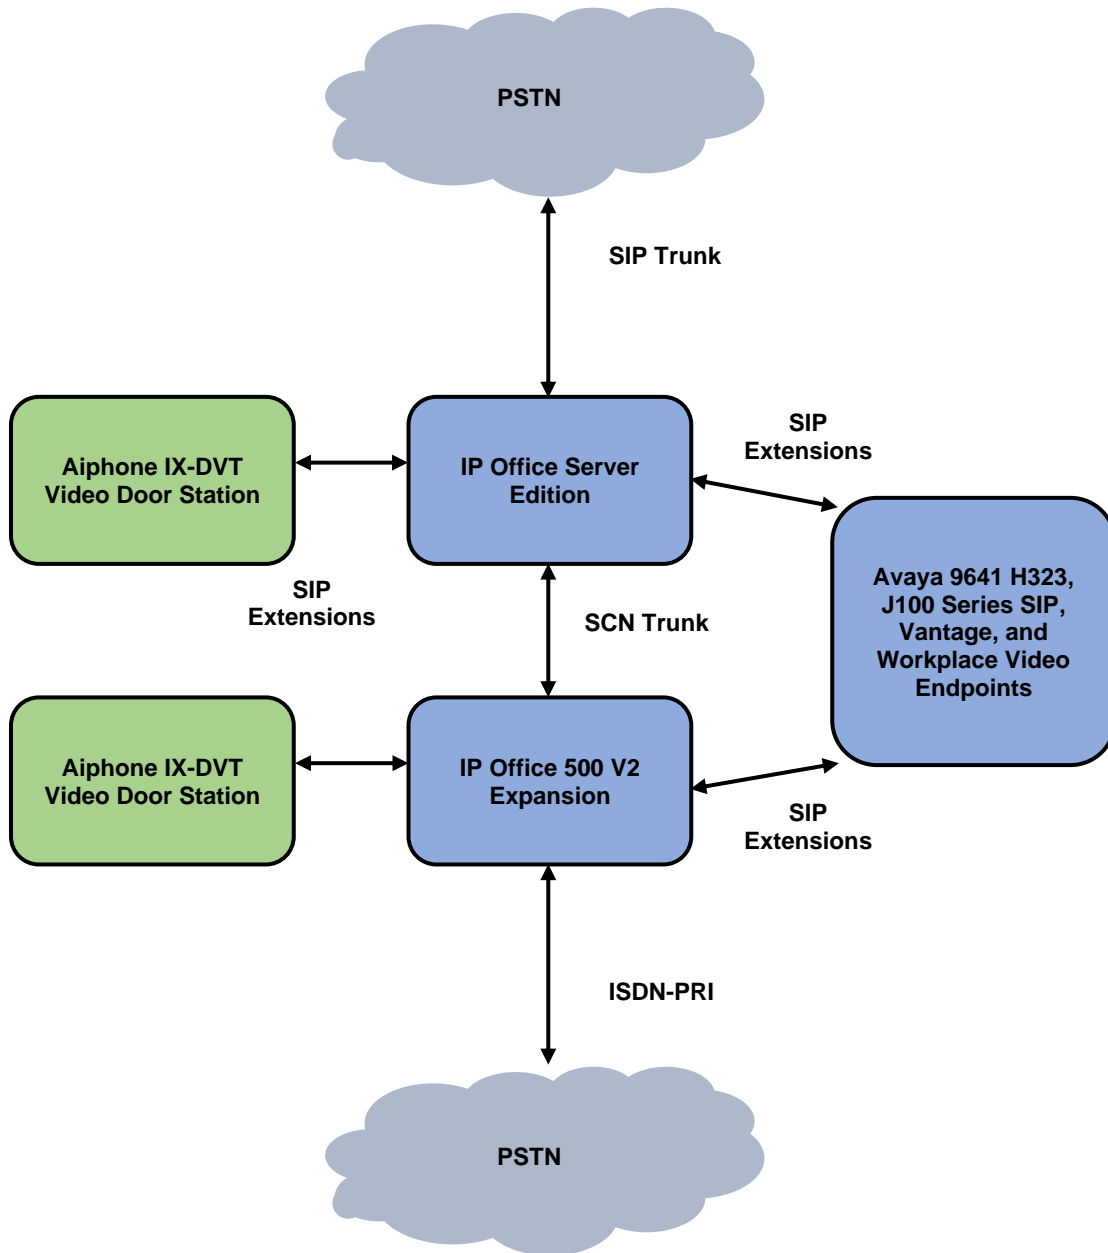 PSTN
SIP Trunk
Aiphone IX-DVT
Video Door Station
IP Office Server
Edition
SIP
Extensions
Avaya 9641 H323,
J100 Series SIP,
Vantage, and
Workplace Video
Endpoints
SIP
Extensions
SCN Trunk
Aiphone IX-DVT
Video Door Station
IP Office 500 V2
Expansion
SIP
Extensions
ISDN-PRI
PSTN